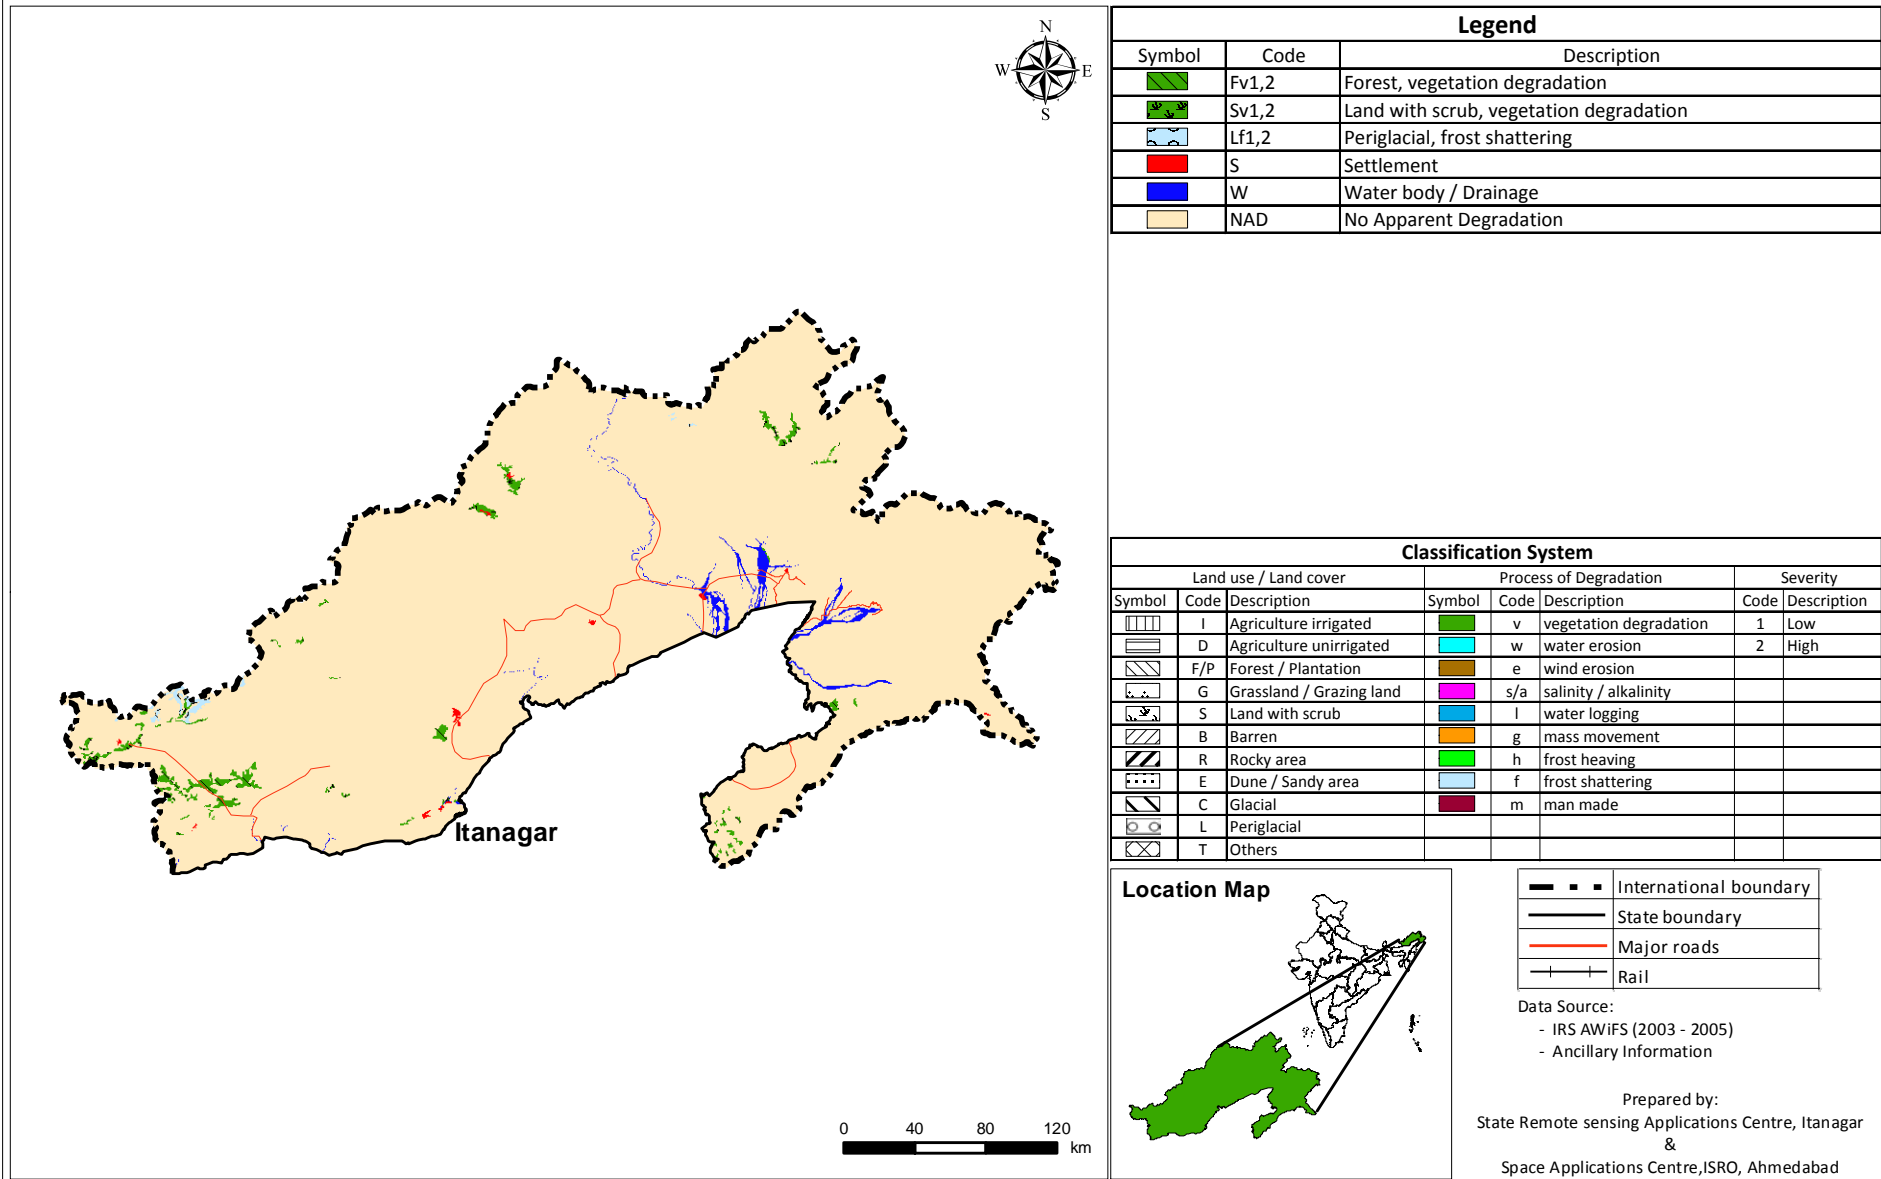 N
W E
S
Itanagar
0 40 80 120
km
Legend
Symbol Code Description
Fv1,2 Forest, vegetation degradation
Sv1,2 Land with scrub, vegetation degradation
Lf1,2 Periglacial, frost shattering
S Settlement
W Water body / Drainage
NAD No Apparent Degradation
Classification System
Land use / Land cover Process of Degradation Severity
Symbol Code Description Symbol Code Description Code Description
I Agriculture irrigated v vegetation degradation 1 Low
D Agriculture unirrigated w water erosion 2 High
F/P Forest / Plantation e wind erosion
G Grassland / Grazing land s/a salinity / alkalinity
S Land with scrub l water logging
B Barren g mass movement
R Rocky area h frost heaving
E Dune / Sandy area f frost shattering
C Glacial m man made
L Periglacial
T Others
Location Map
International boundary
State boundary
Major roads
Rail
Data Source:
- IRS AWiFS (2003 - 2005)
- Ancillary Information
Prepared by:
State Remote sensing Applications Centre, Itanagar
&
Space Applications Centre,ISRO, Ahmedabad